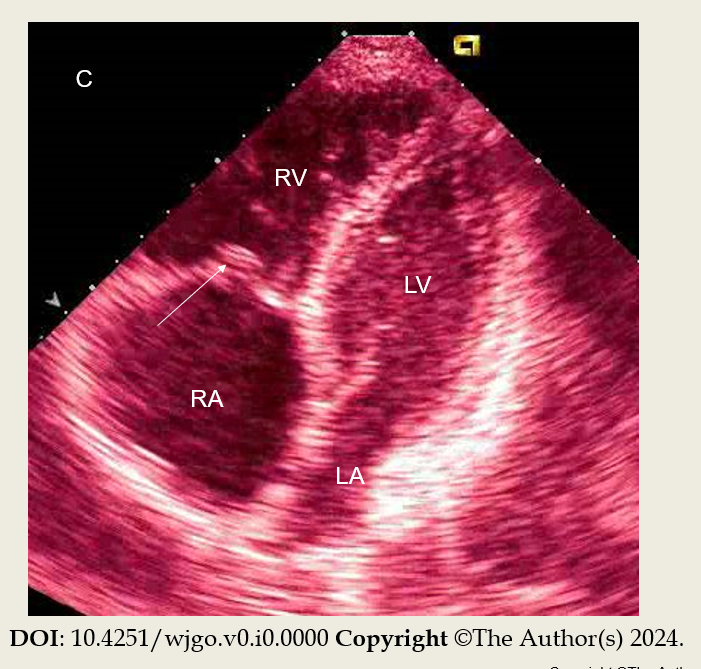 C
RV
LV
RA
LA
DOI: 10.4251/wjgo.v0.i0.0000 Copyright ©The Author(s) 2024.